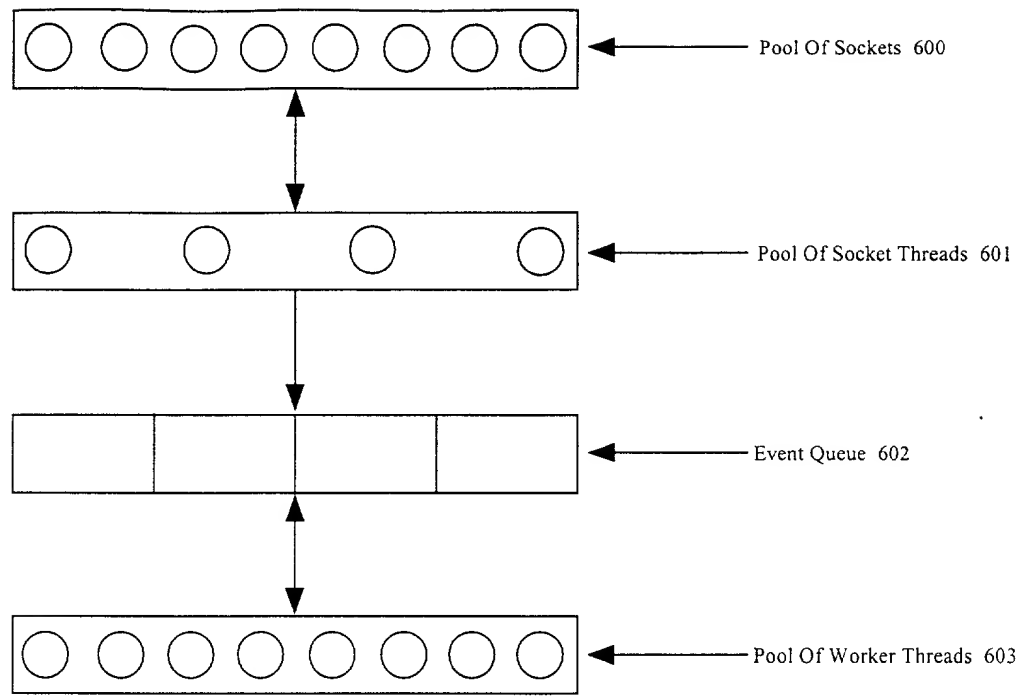 Pool Of Sockets 600
Pool Of Socket Threads 601
Event Queue 602
Pool Of Worker Threads 603